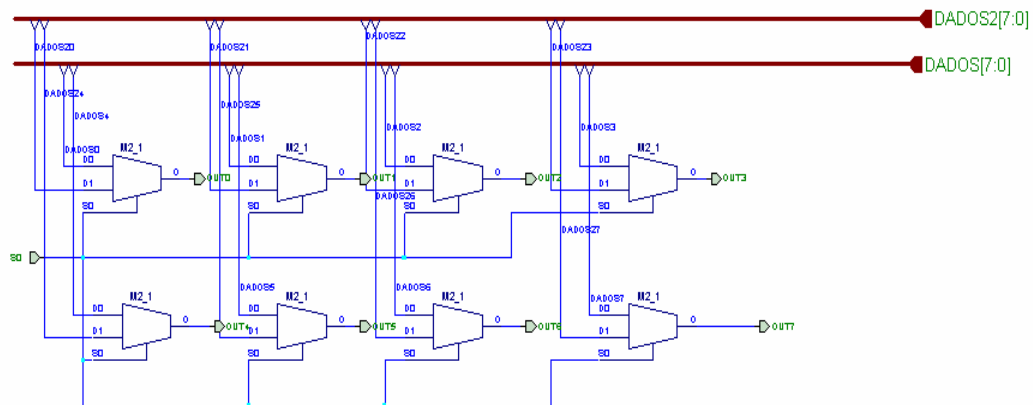 DADOS2[7:0]
DADOS20 DADOS21 DADOS22 DADOS23
DADOS[7:0]
DADOS24 DADOS25
DADOS4 DADOS1 DADOS2 DADOS3
DADOS0 M2_1 M2_1 M2_1 M2_1
D0 D0 D0 D0
O OUT0 O OUT1 O OUT2 O OUT3
D1 D1 D1 D1
DADOS26
S0 S0 S0 S0
DADOS27
S0
DADOS5 DADOS6 DADOS7
M2_1 M2_1 M2_1 M2_1
D0 D0 D0 D0
O OUT4 O OUT5 O OUT6 O OUT7
D1 D1 D1 D1
S0 S0 S0 S0